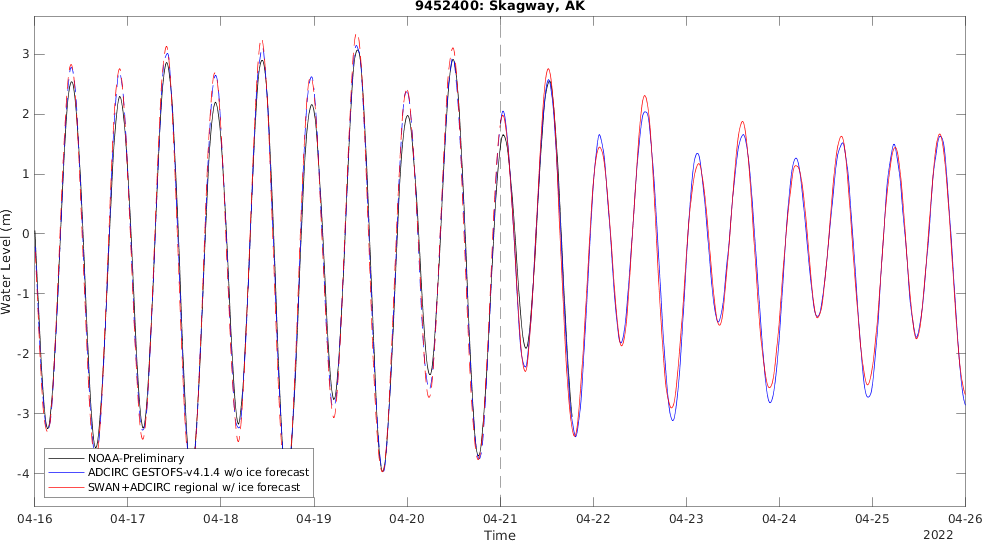 9452400: Skagway, AK
3
2
1
0
-1
-2
-3
-4
Water Level (m)
NOAA-Preliminary
ADCIRC GESTOFS-v4.1.4 w/o ice forecast
SWAN+ADCIRC regional w/ ice forecast
04-16 04-17 04-18 04-19 04-20 04-21 04-22 04-23 04-24 04-25 04-26
Time
2022